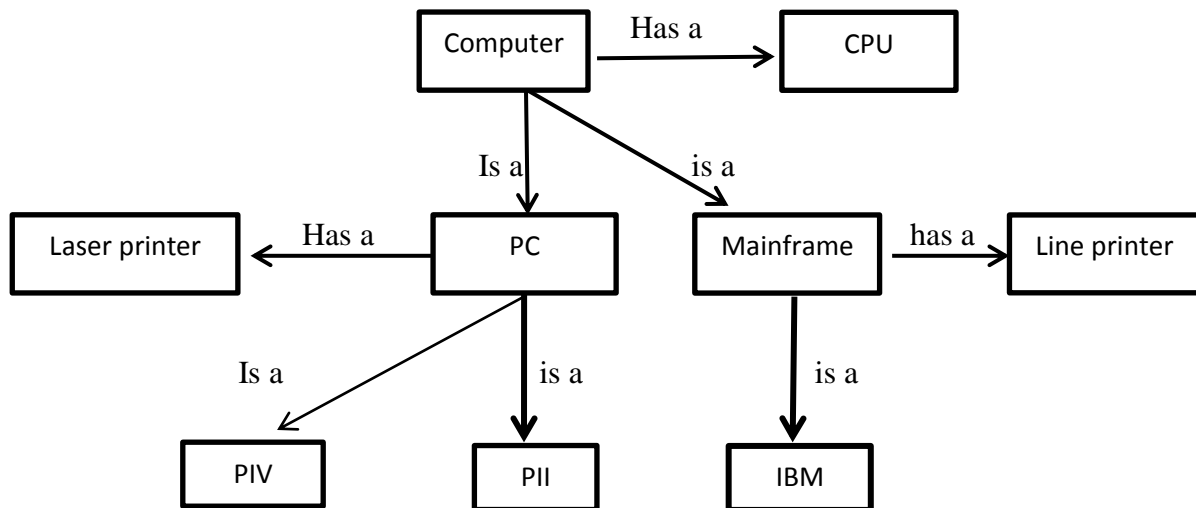 Computer
Has a
CPU
Is a
is a
Laser printer
Has a
PC
Mainframe
has a
Line printer
Is a
is a
is a
PIV
PII
IBM